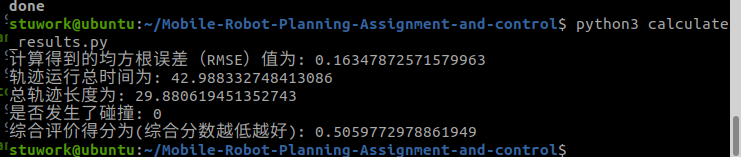 done
stuwork@ubuntu:~/Mobile-Robot-Planning-Assignment-and-control$ python3 calculate
_results.py
计算得到的均方根误差（RMSE）值为: 0.16347872571579963
轨迹运行总时间为: 42.988332748413086
总轨迹长度为: 29.880619451352743
是否发生了碰撞: 0
综合评价得分为(综合分数越低越好): 0.5059772978861949
stuwork@ubuntu:~/Mobile-Robot-Planning-Assignment-and-control$